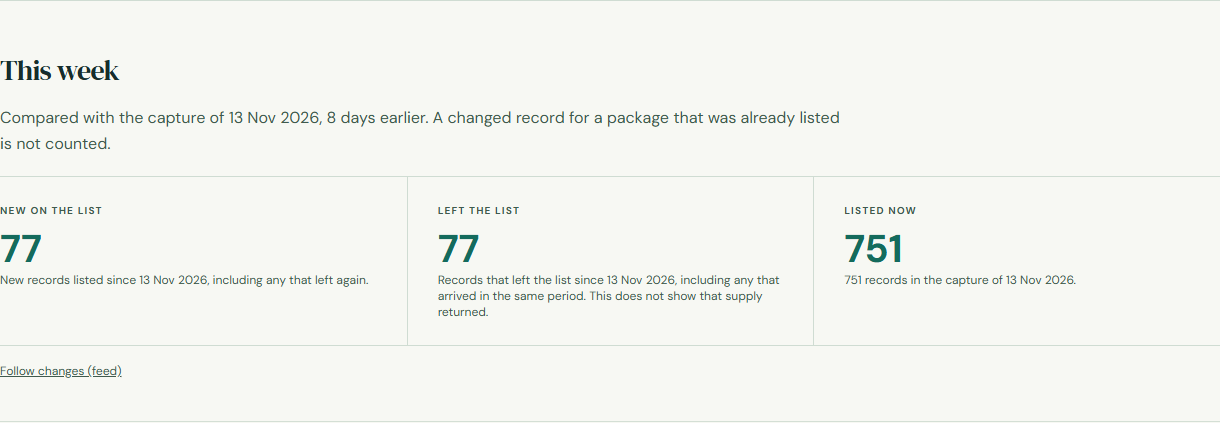 This week
Compared with the capture of 13 Nov 2026, 8 days earlier. A changed record for a package that was already listed
is not counted.
NEW ON THE LIST
77
New records listed since 13 Nov 2026, including any that left again.
LEFT THE LIST
77
Records that left the list since 13 Nov 2026, including any that
arrived in the same period. This does not show that supply
returned.
LISTED NOW
751
751 records in the capture of 13 Nov 2026.
Follow changes (feed)